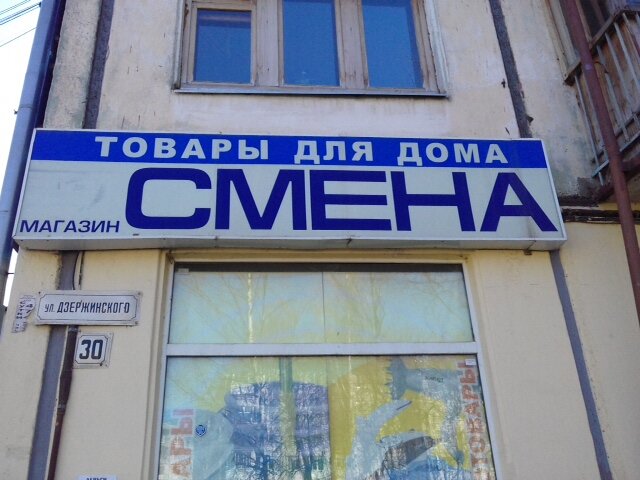 ТОВАРЫ ДЛЯ ДОМА
МАГАЗИН СМЕНА
УЛ. ДЗЕРЖИНСКОГО
30